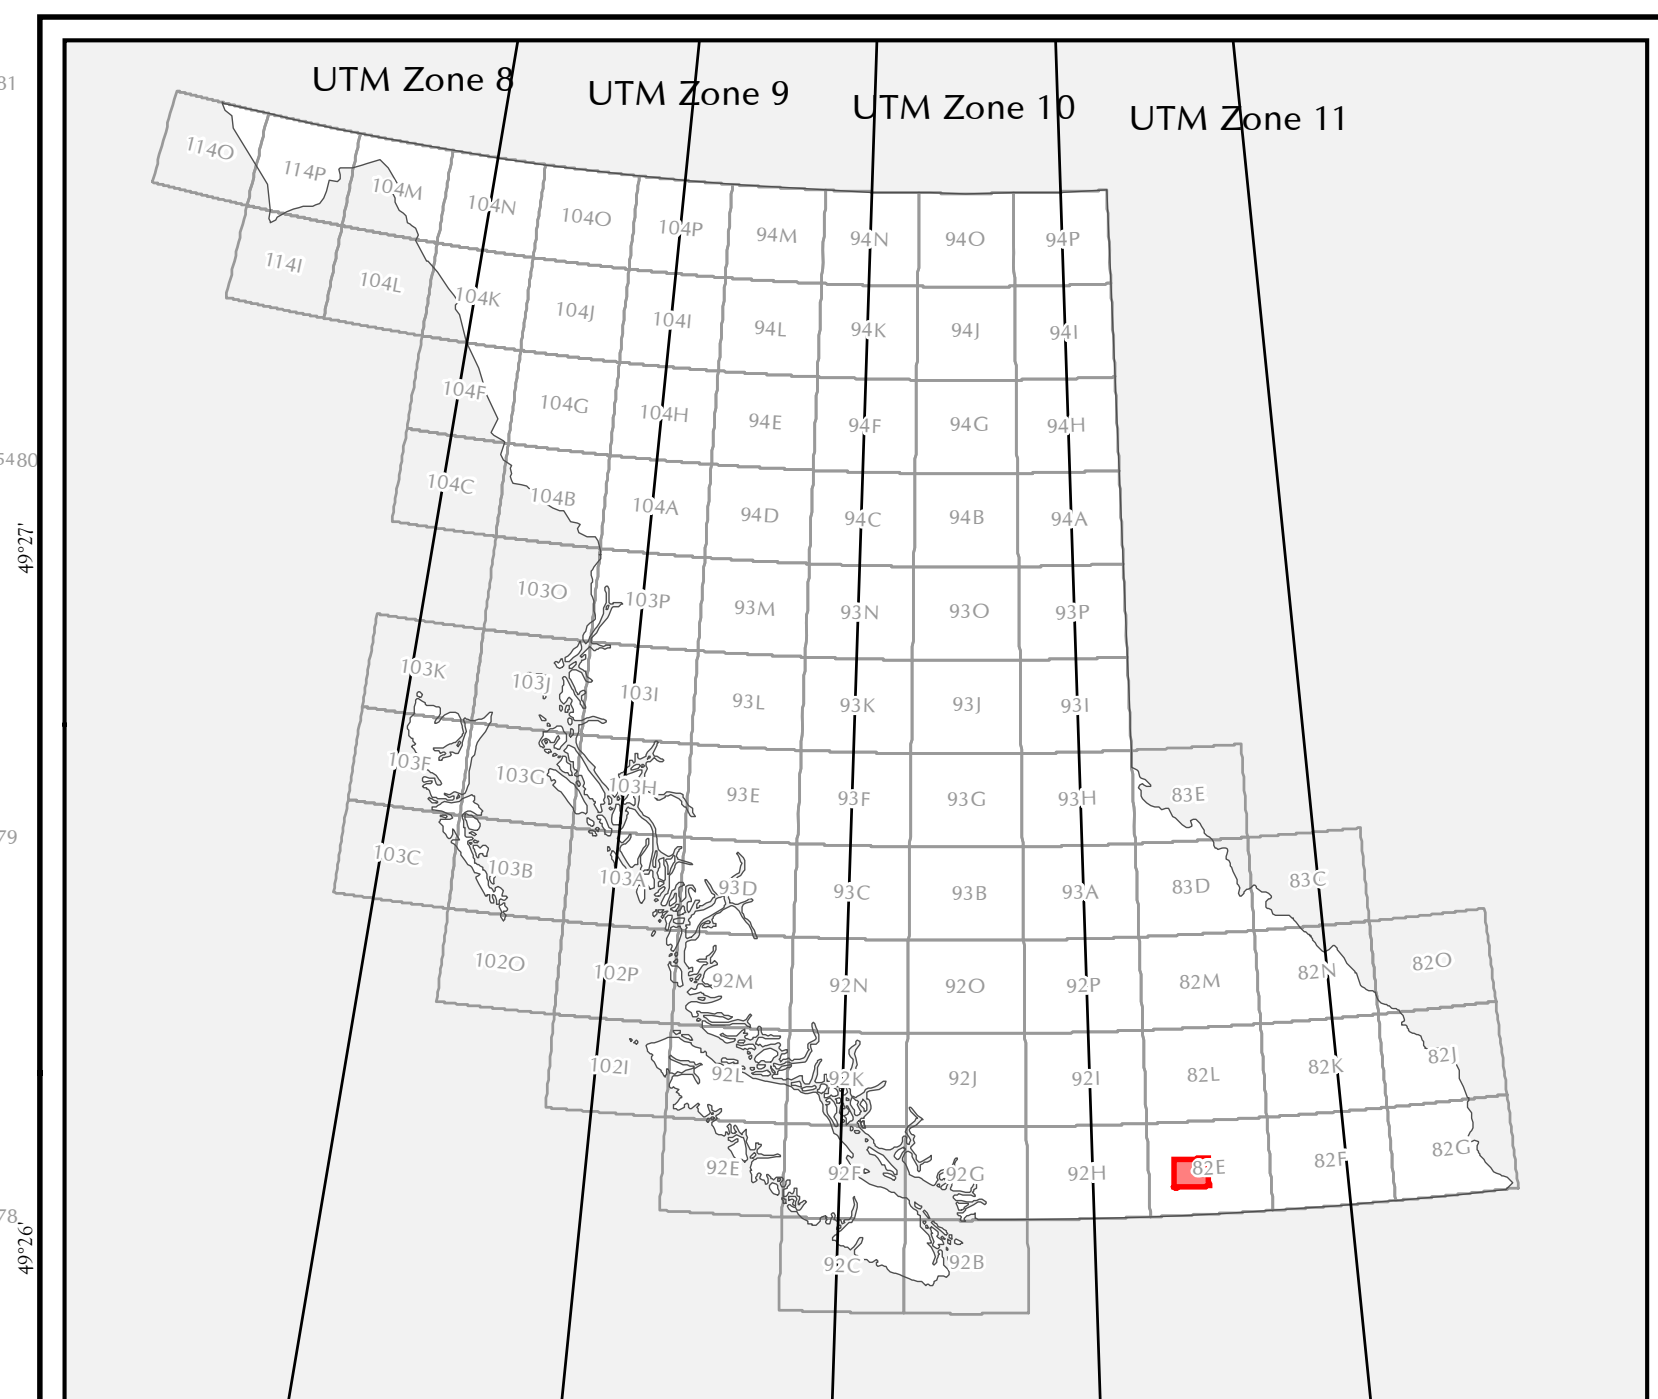 UTM Zone 8
UTM Zone 9
UTM Zone 10
UTM Zone 11
81
5480
79
78
49°27'
49°26'
114O 114P 104M 104N 104O 104P 94M 94N 94O 94P
114I 104L 104K 104J 104I 94L 94K 94J 94I
104F 104G 104H 94E 94F 94G 94H
104C 104B 104A 94D 94C 94B 94A
103O 103P 93M 93N 93O 93P
103K 103J 103I 93L 93K 93J 93I
103F 103G 103H 93E 93F 93G 93H 83E
103C 103B 103A 93D 93C 93B 93A 83D 83C
102O 102P 92M 92N 92O 92P 82M 82N 82O
102I 92L 92K 92J 92I 82L 82K 82J
92E 92F 92G 92H 82E 82F 82G
92C 92B